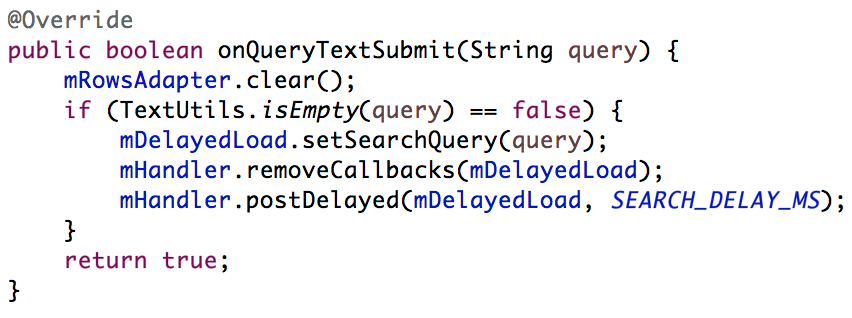 @Override
public boolean onQueryTextSubmit(String query) {
    mRowsAdapter.clear();
    if (TextUtils.isEmpty(query) == false) {
        mDelayedLoad.setSearchQuery(query);
        mHandler.removeCallbacks(mDelayedLoad);
        mHandler.postDelayed(mDelayedLoad, SEARCH_DELAY_MS);
    }
    return true;
}